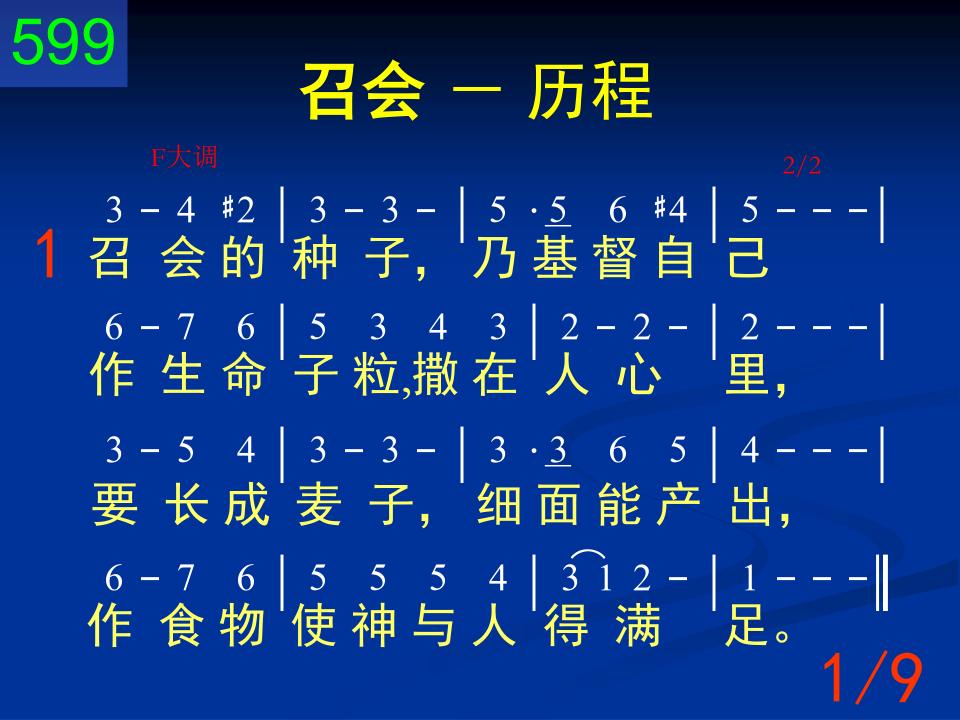 599
召会 － 历程
F大调 2/2
3 - 4 #2 | 3 - 3 - | 5 · 5 6 #4 | 5 - - - |
1 召 会 的 种 子， 乃 基 督 自 己
6 - 7 6 | 5 3 4 3 | 2 - 2 - | 2 - - - |
作 生 命 子 粒,撒 在 人 心 里，
3 - 5 4 | 3 - 3 - | 3 · 3 6 5 | 4 - - - |
要 长 成 麦 子， 细 面 能 产 出，
6 - 7 6 | 5 5 5 4 | 3 1 2 - | 1 - - - ‖
作 食 物 使 神 与 人 得 满 足。
1/9